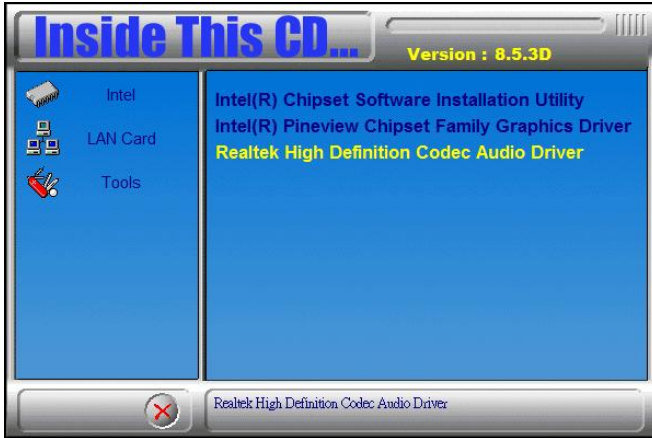 Inside This CD...
Version : 8.5.3D
Intel
LAN Card
Tools
Intel(R) Chipset Software Installation Utility
Intel(R) Pineview Chipset Family Graphics Driver
Realtek High Definition Codec Audio Driver
Realtek High Definition Codec Audio Driver